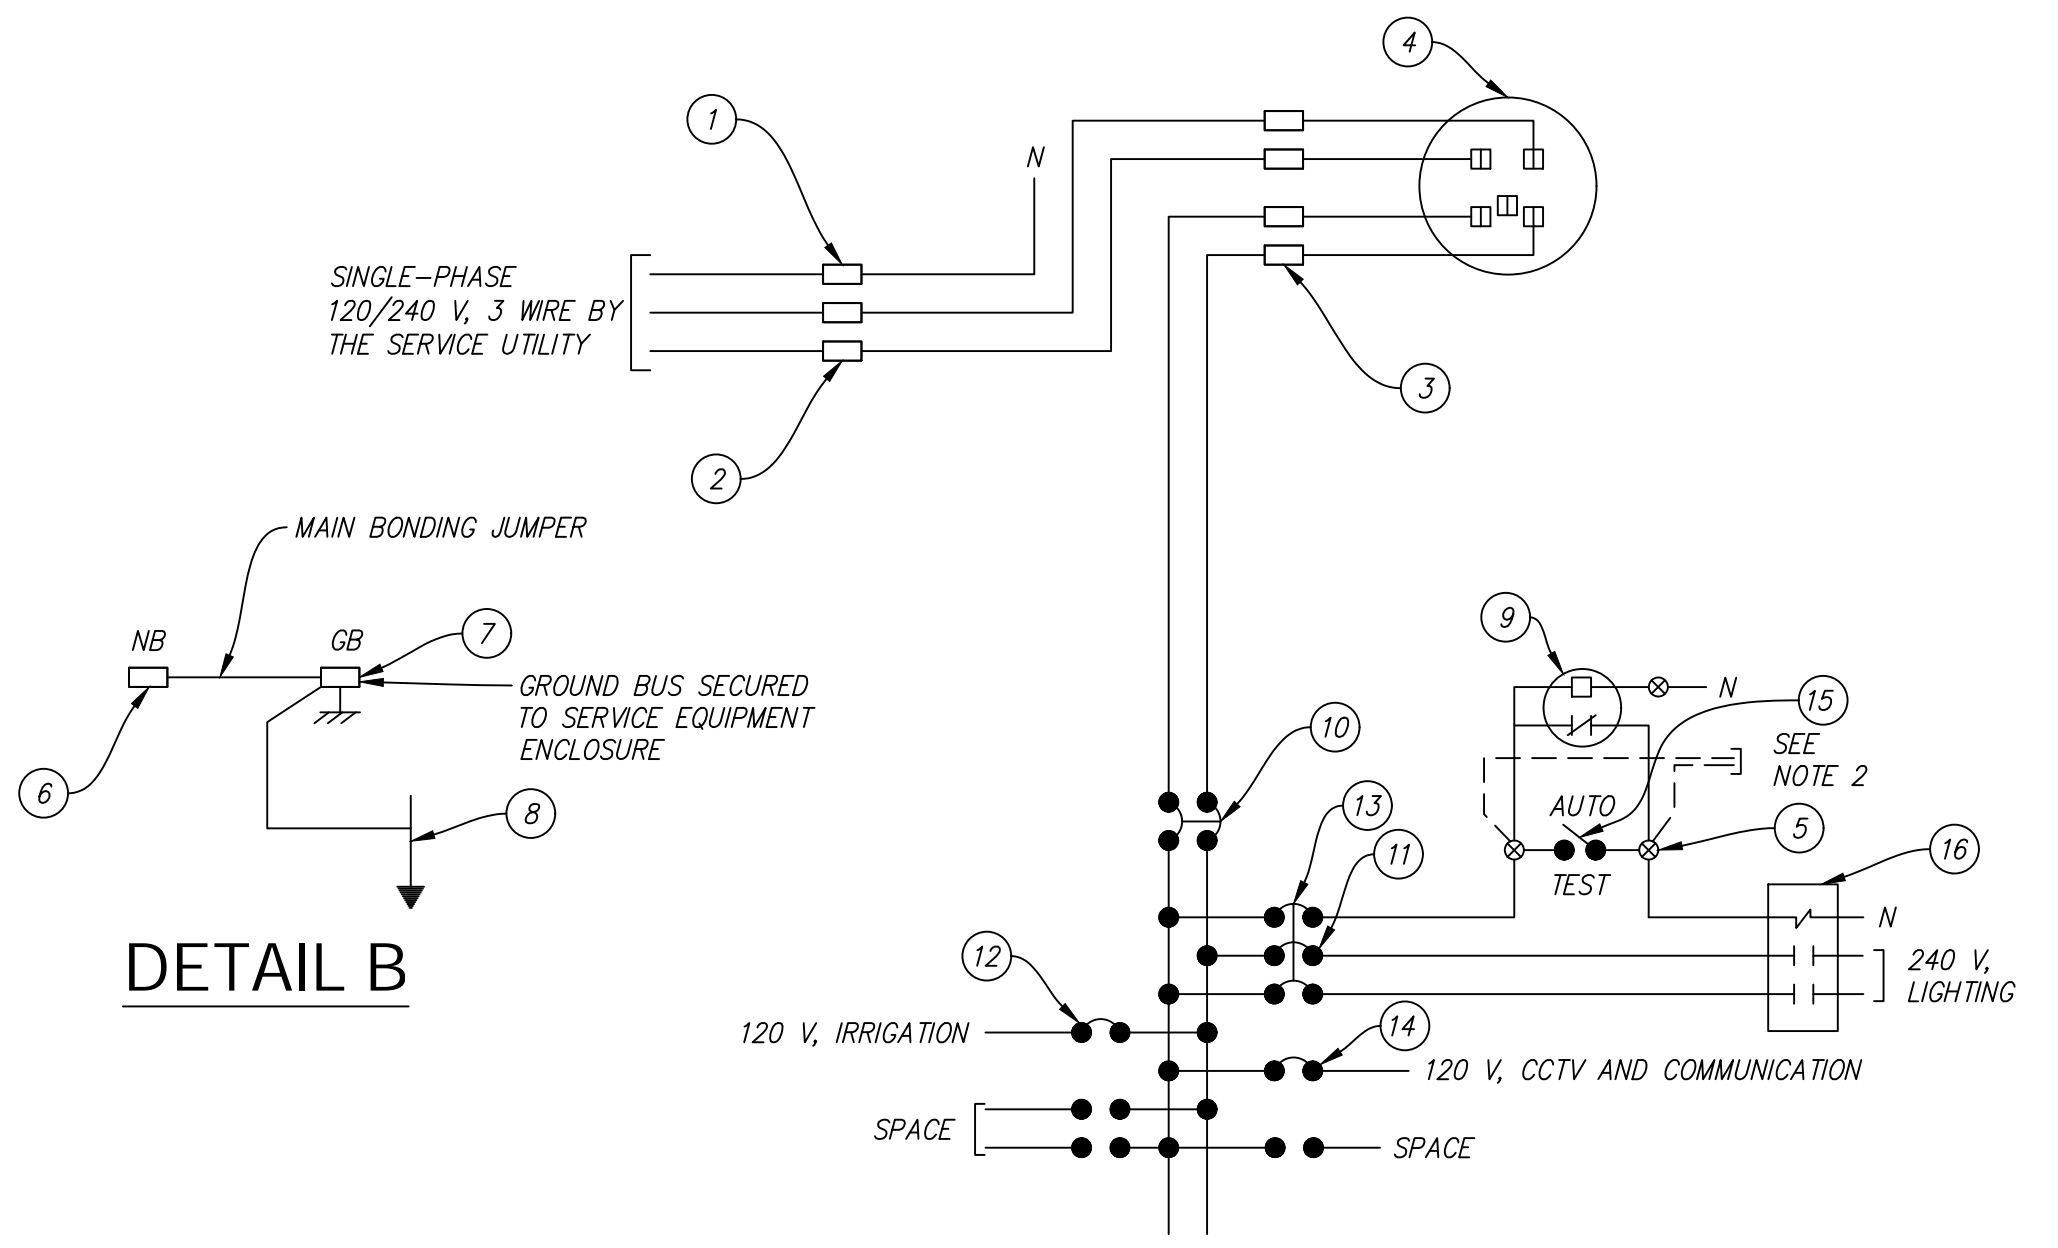 4
1
N
SINGLE-PHASE
120/240 V, 3 WIRE BY
THE SERVICE UTILITY
3
2
MAIN BONDING JUMPER
NB
GB
7
GROUND BUS SECURED
TO SERVICE EQUIPMENT
ENCLOSURE
6
8
DETAIL B
9
N
15
10
SEE
NOTE 2
13
AUTO
5
11
TEST
16
N
12
240 V,
LIGHTING
120 V, IRRIGATION
14
120 V, CCTV AND COMMUNICATION
SPACE
SPACE